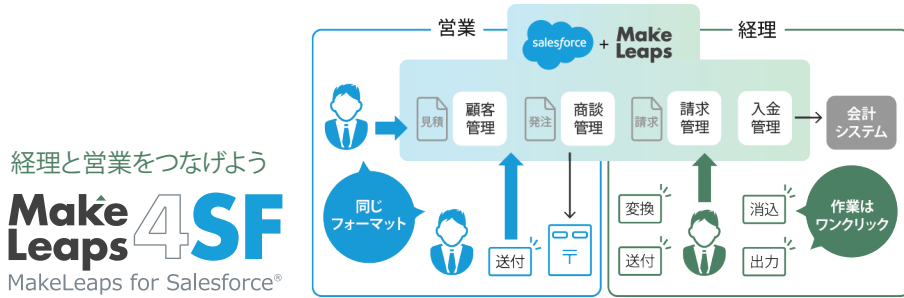 経理と営業をつなげよう
Make
Leaps
4SF
MakeLeaps for Salesforce®
営業
salesforce + Make Leaps
経理
見積
顧客
管理
発注
商談
管理
請求
請求
管理
入金
管理
会計
システム
同じ
フォーマット
送付
〒
変換
送付
消込
出力
作業は
ワンクリック